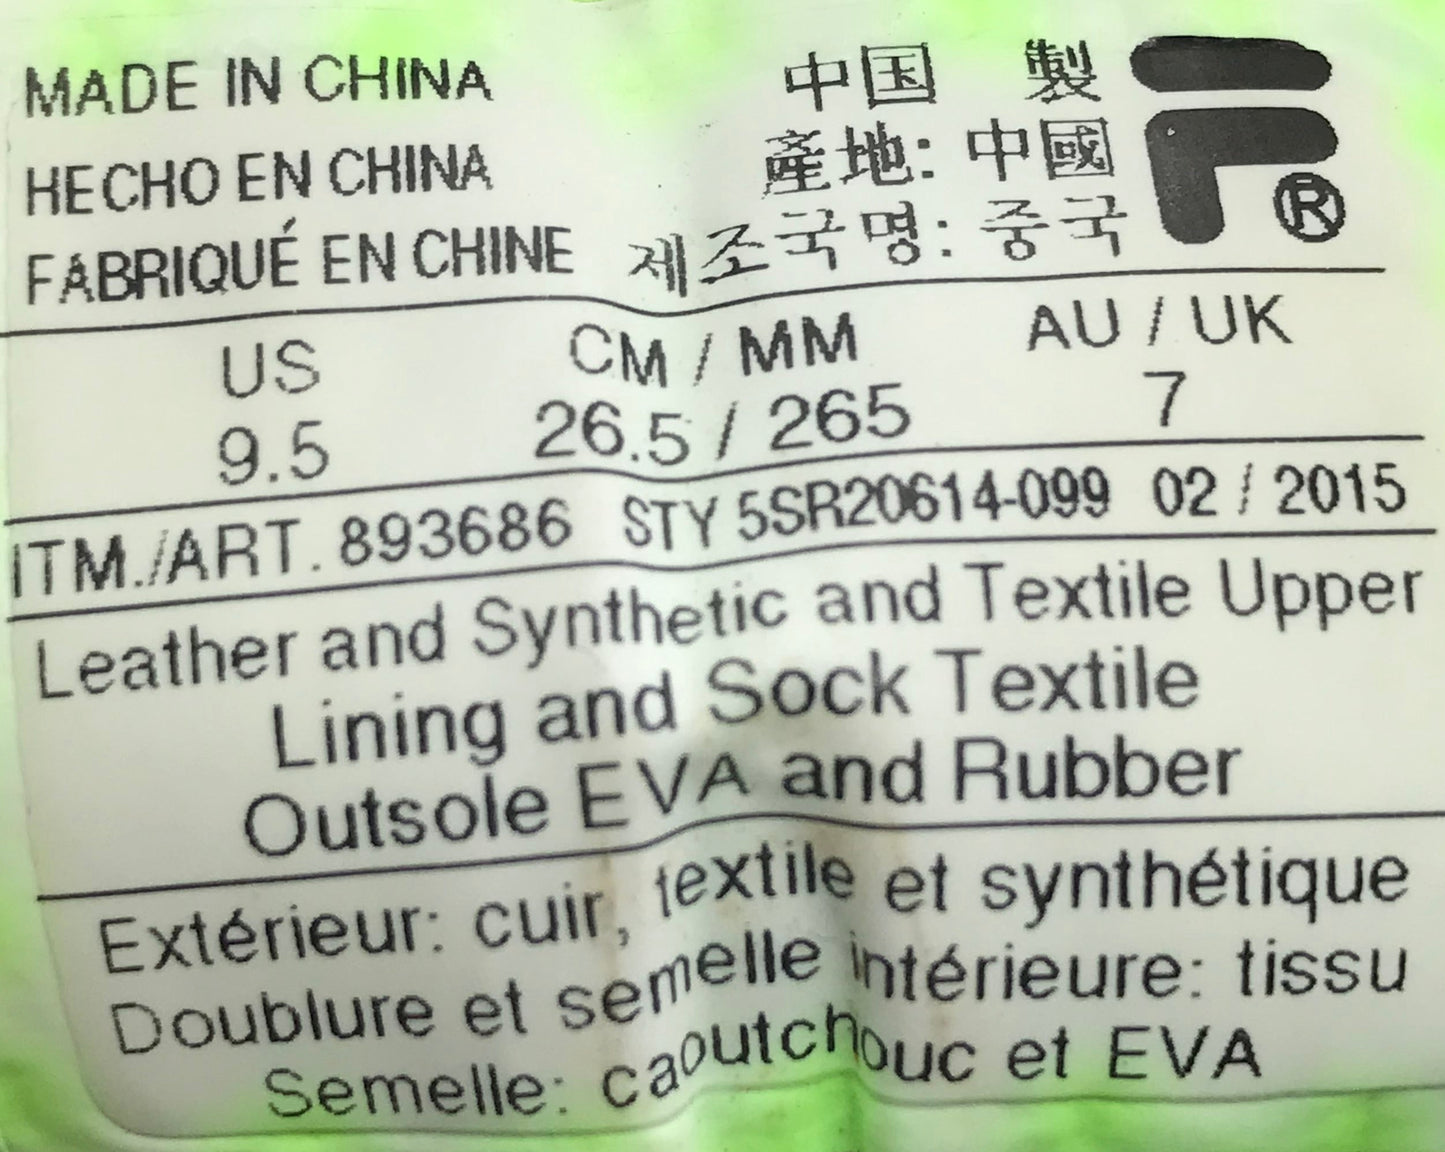 MADE IN CHINA 中国 製
HECHO EN CHINA 產地: 中國
FABRIQUÉ EN CHINE 제조국명: 중국
®
US CM / MM AU / UK
9.5 26.5 / 265 7
ITM./ART. 893686 STY 5SR20614-099 02 / 2015
Leather and Synthetic and Textile Upper
Lining and Sock Textile
Outsole EVA and Rubber
Extérieur: cuir, textile et synthétique
Doublure et semelle intérieure: tissu
Semelle: caoutchouc et EVA